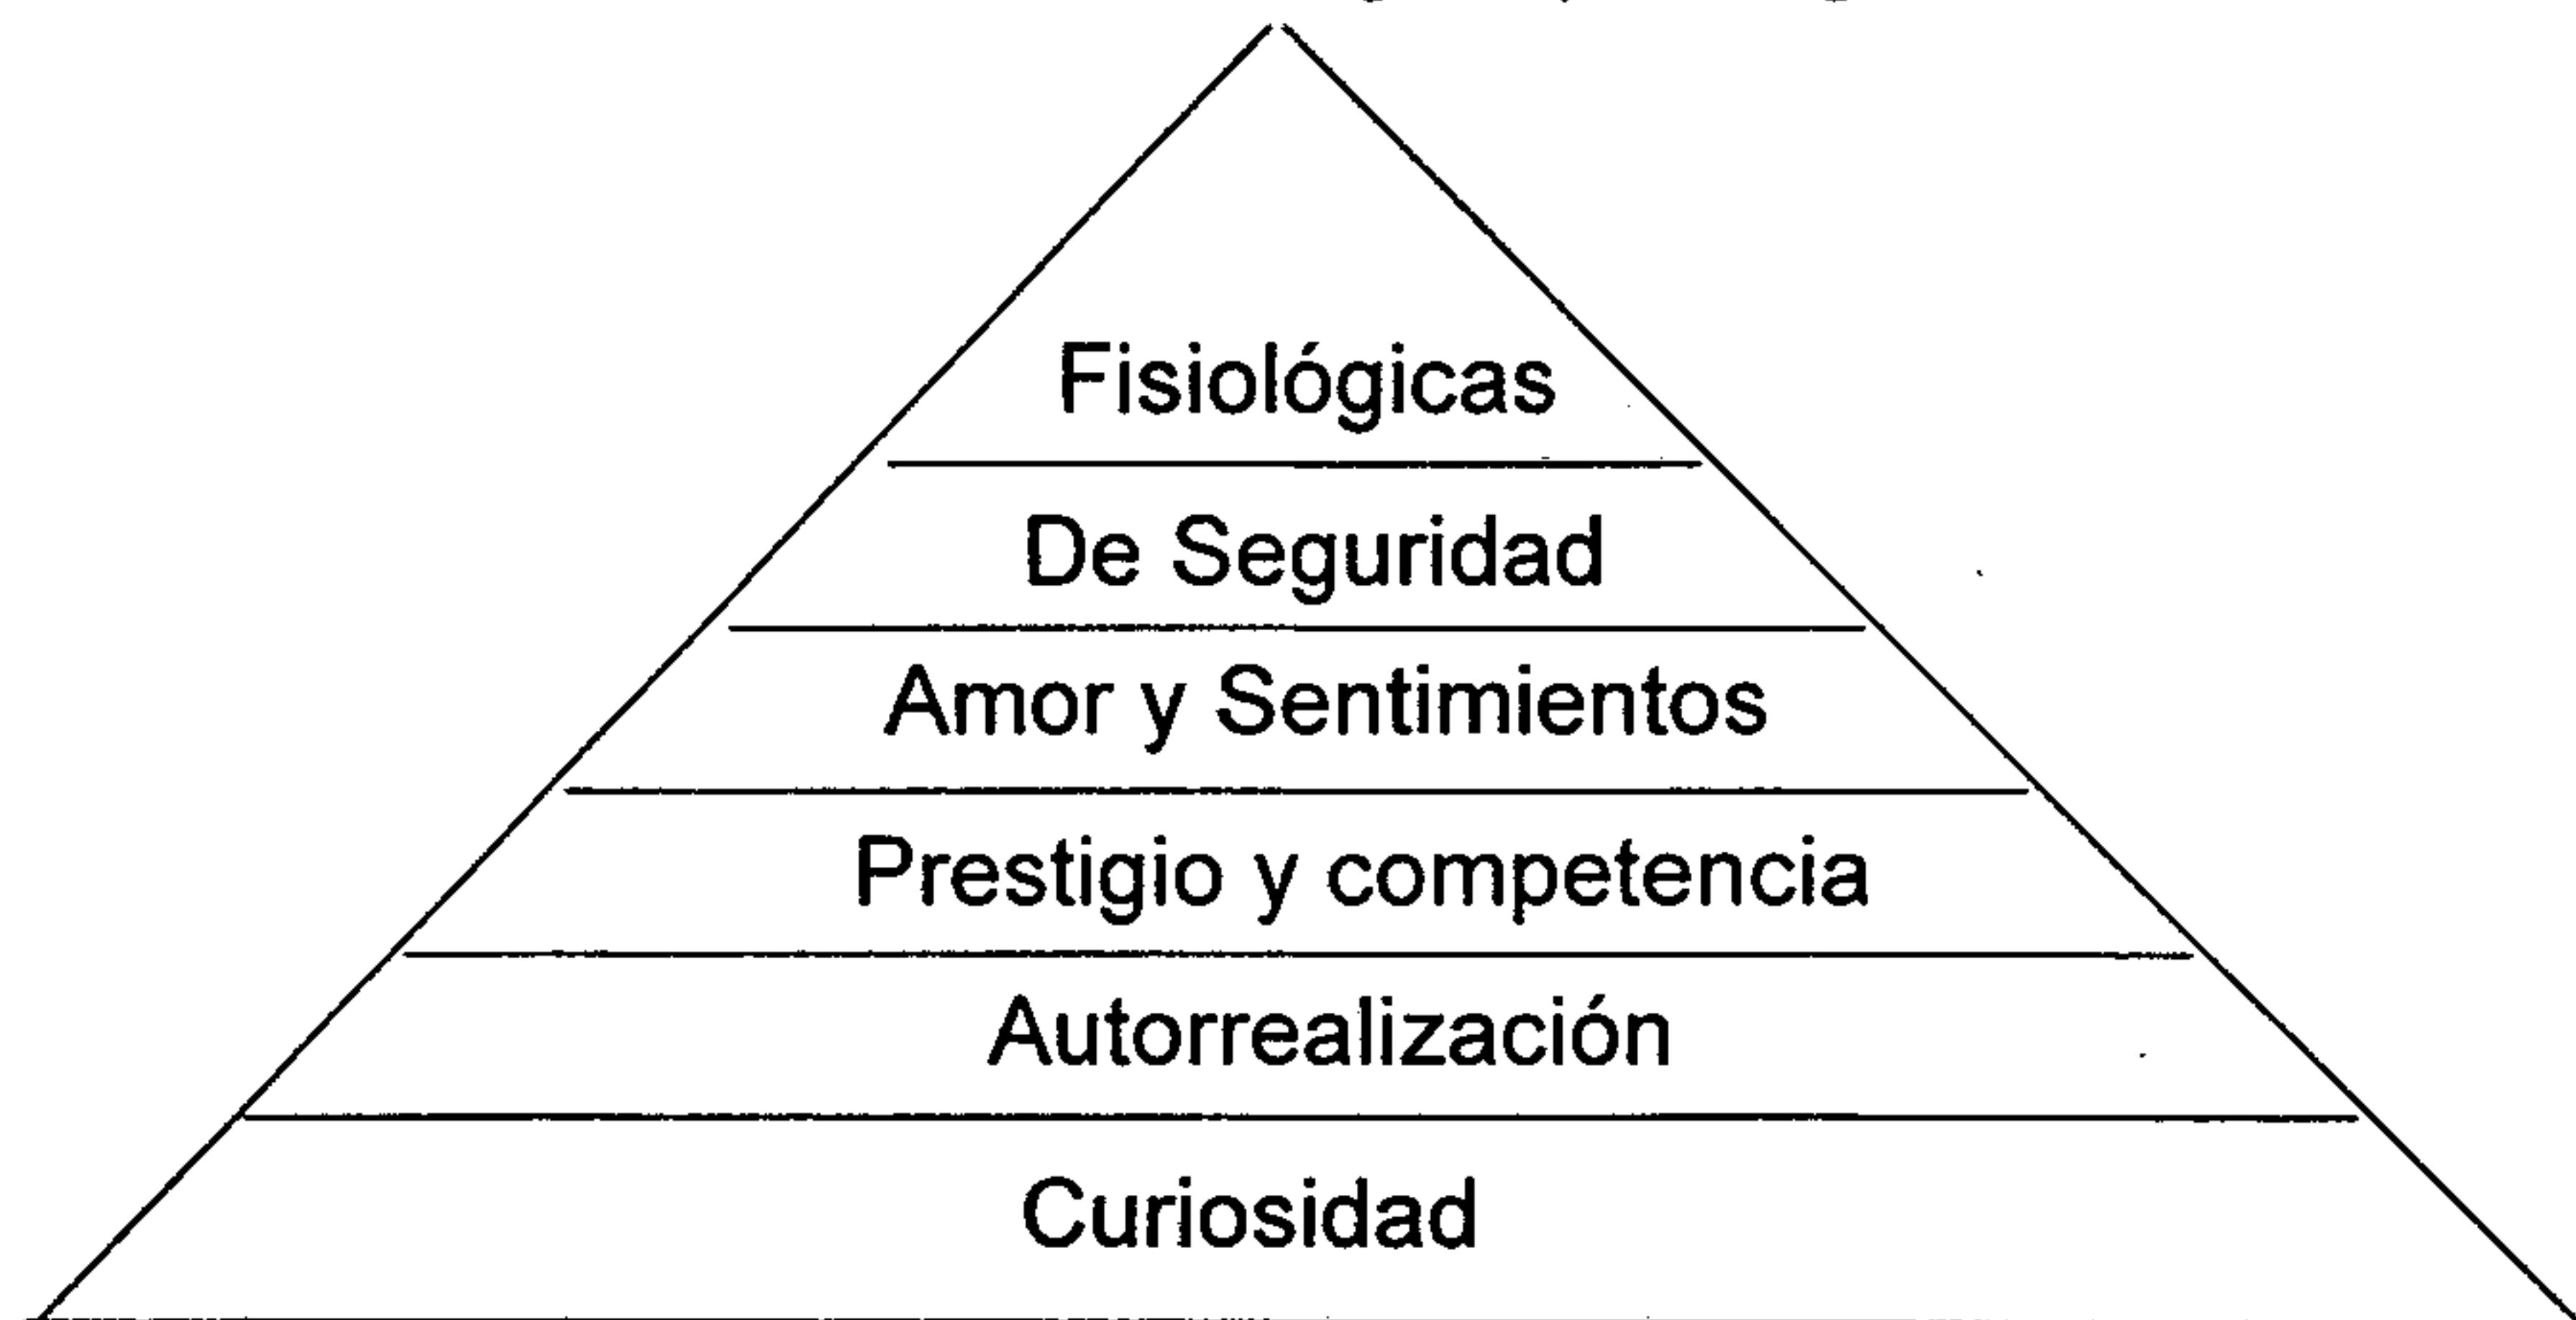 Fisiológicas
De Seguridad
Amor y Sentimientos
Prestigio y competencia
Autorrealización
Curiosidad